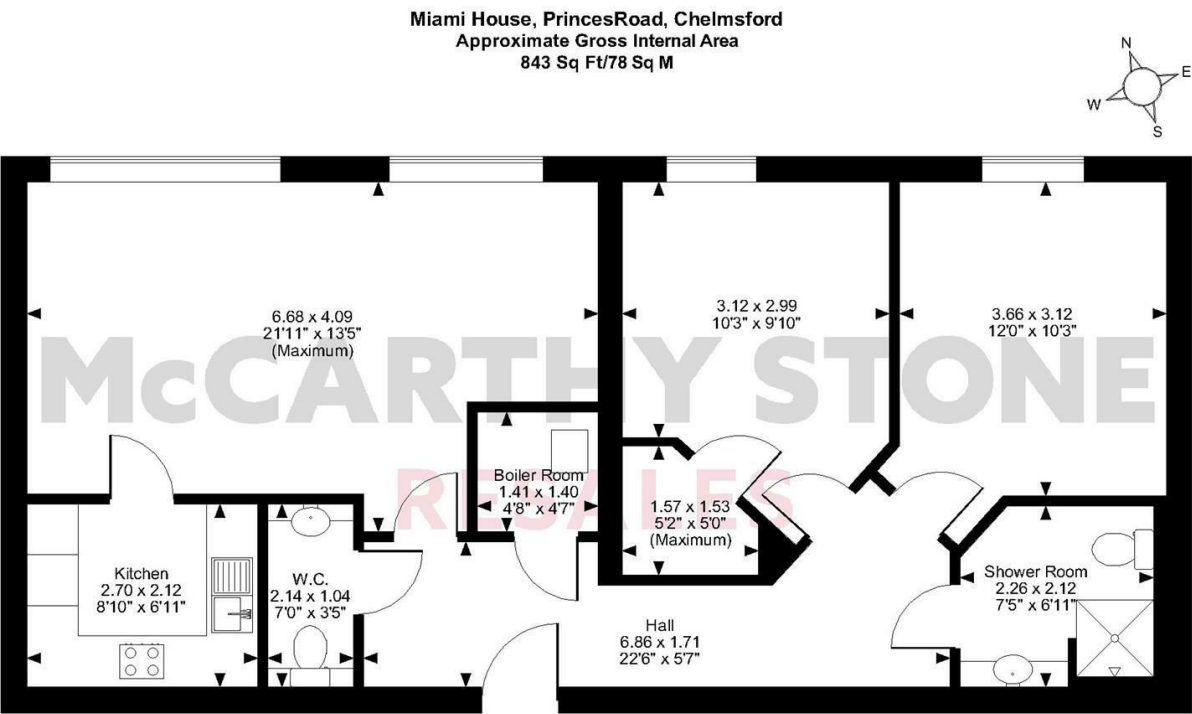 Miami House, PrincesRoad, Chelmsford
Approximate Gross Internal Area
843 Sq Ft/78 Sq M
N
E
W
S
6.68 x 4.09
21'11" x 13'5"
(Maximum)
3.12 x 2.99
10'3" x 9'10"
3.66 x 3.12
12'0" x 10'3"
McCARTHY STONE
RESALES
Boiler Room
1.41 x 1.40
4'8" x 4'7"
1.57 x 1.53
5'2" x 5'0"
(Maximum)
Kitchen
2.70 x 2.12
8'10" x 6'11"
W.C.
2.14 x 1.04
7'0" x 3'5"
Shower Room
2.26 x 2.12
7'5" x 6'11"
Hall
6.86 x 1.71
22'6" x 5'7"